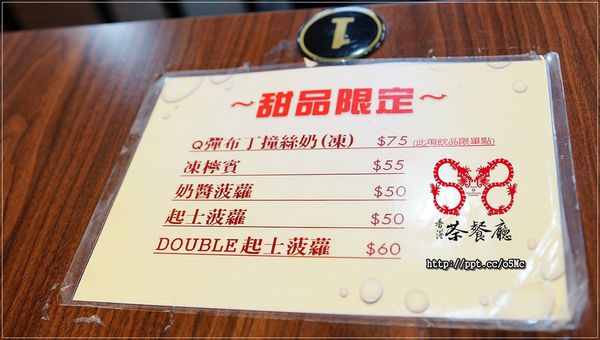 1
～甜品限定～
Q彈布丁撞絲奶(凍) $75 (此項飲品限單點)
凍檸賓 $55
奶醬菠蘿 $50
起士菠蘿 $50
DOUBLE起士菠蘿 $60
香港茶餐廳
http://ppt.cc/oSMc